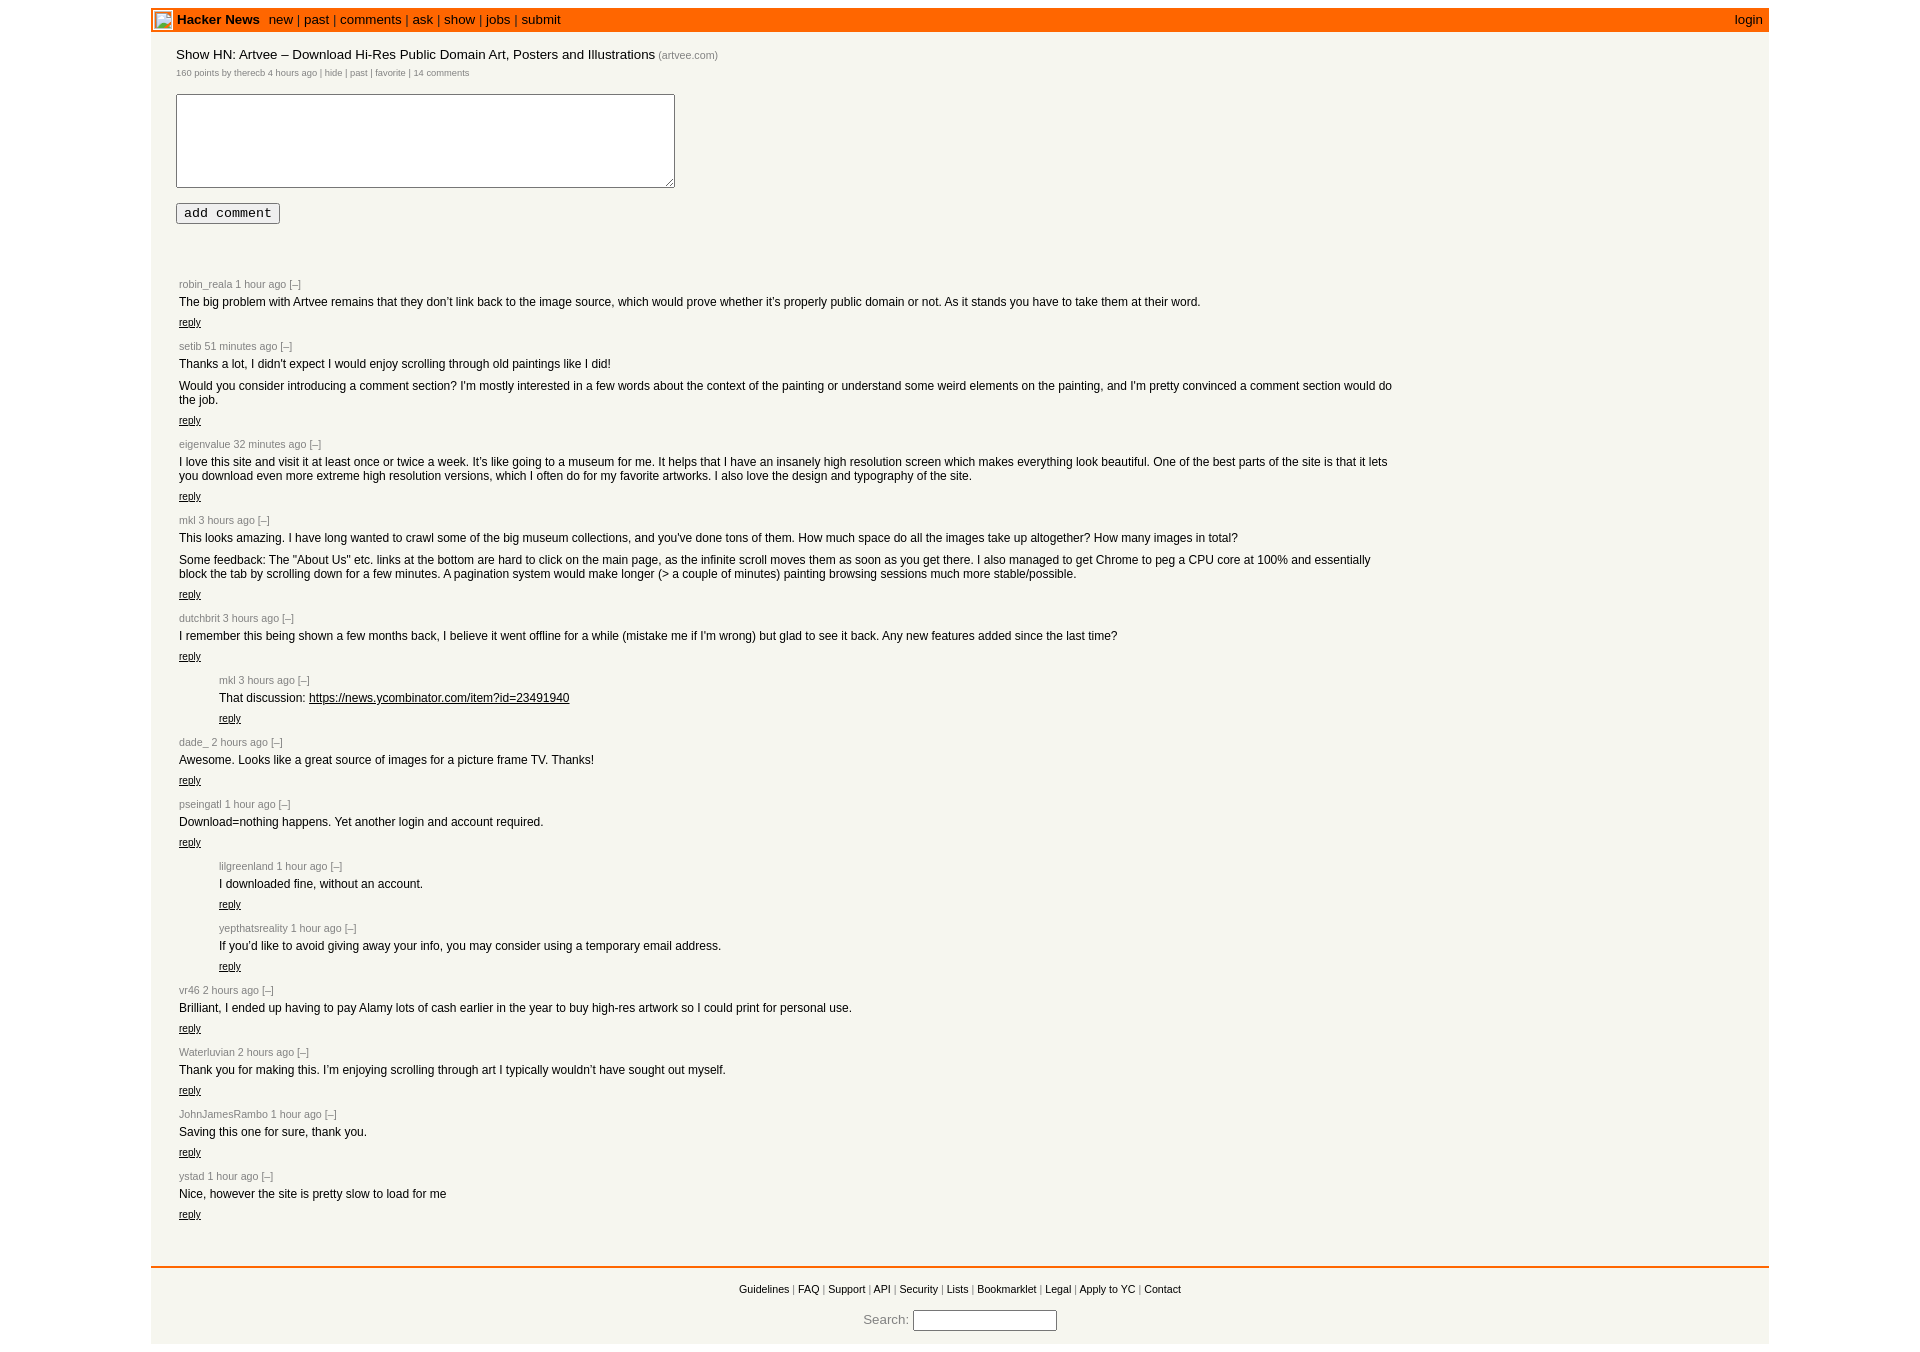 Hacker News new | past | comments | ask | show | jobs | submit login
Show HN: Artvee – Download Hi-Res Public Domain Art, Posters and Illustrations (artvee.com)
160 points by therecb 4 hours ago | hide | past | favorite | 14 comments
add comment
robin_reala 1 hour ago [–]
The big problem with Artvee remains that they don’t link back to the image source, which would prove whether it’s properly public domain or not. As it stands you have to take them at their word.
reply
setib 51 minutes ago [–]
Thanks a lot, I didn't expect I would enjoy scrolling through old paintings like I did!
Would you consider introducing a comment section? I'm mostly interested in a few words about the context of the painting or understand some weird elements on the painting, and I'm pretty convinced a comment section would do
the job.
reply
eigenvalue 32 minutes ago [–]
I love this site and visit it at least once or twice a week. It’s like going to a museum for me. It helps that I have an insanely high resolution screen which makes everything look beautiful. One of the best parts of the site is that it lets
you download even more extreme high resolution versions, which I often do for my favorite artworks. I also love the design and typography of the site.
reply
mkl 3 hours ago [–]
This looks amazing. I have long wanted to crawl some of the big museum collections, and you've done tons of them. How much space do all the images take up altogether? How many images in total?
Some feedback: The "About Us" etc. links at the bottom are hard to click on the main page, as the infinite scroll moves them as soon as you get there. I also managed to get Chrome to peg a CPU core at 100% and essentially
block the tab by scrolling down for a few minutes. A pagination system would make longer (> a couple of minutes) painting browsing sessions much more stable/possible.
reply
dutchbrit 3 hours ago [–]
I remember this being shown a few months back, I believe it went offline for a while (mistake me if I'm wrong) but glad to see it back. Any new features added since the last time?
reply
mkl 3 hours ago [–]
That discussion: https://news.ycombinator.com/item?id=23491940
reply
dade_ 2 hours ago [–]
Awesome. Looks like a great source of images for a picture frame TV. Thanks!
reply
pseingatl 1 hour ago [–]
Download=nothing happens. Yet another login and account required.
reply
lilgreenland 1 hour ago [–]
I downloaded fine, without an account.
reply
yepthatsreality 1 hour ago [–]
If you’d like to avoid giving away your info, you may consider using a temporary email address.
reply
vr46 2 hours ago [–]
Brilliant, I ended up having to pay Alamy lots of cash earlier in the year to buy high-res artwork so I could print for personal use.
reply
Waterluvian 2 hours ago [–]
Thank you for making this. I’m enjoying scrolling through art I typically wouldn’t have sought out myself.
reply
JohnJamesRambo 1 hour ago [–]
Saving this one for sure, thank you.
reply
ystad 1 hour ago [–]
Nice, however the site is pretty slow to load for me
reply
Guidelines | FAQ | Support | API | Security | Lists | Bookmarklet | Legal | Apply to YC | Contact
Search: